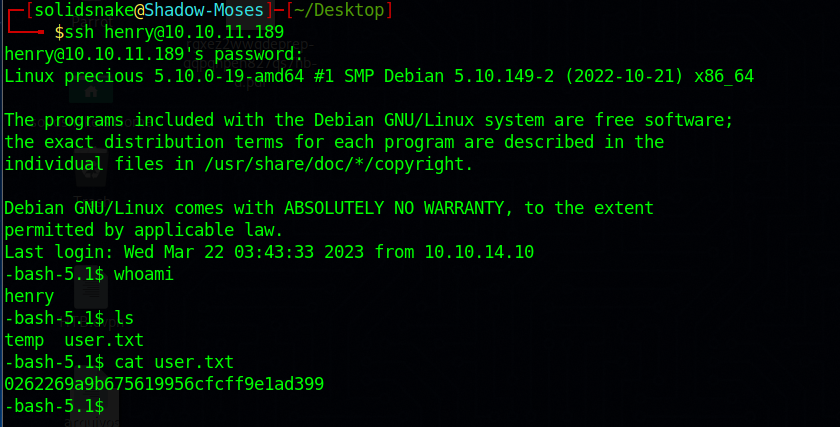 ┌─[solidsnake@Shadow-Moses]─[~/Desktop]
└──╼ $ssh henry@10.10.11.189
henry@10.10.11.189's password:
Linux precious 5.10.0-19-amd64 #1 SMP Debian 5.10.149-2 (2022-10-21) x86_64
The programs included with the Debian GNU/Linux system are free software;
the exact distribution terms for each program are described in the
individual files in /usr/share/doc/*/copyright.
Debian GNU/Linux comes with ABSOLUTELY NO WARRANTY, to the extent
permitted by applicable law.
Last login: Wed Mar 22 03:43:33 2023 from 10.10.14.10
-bash-5.1$ whoami
henry
-bash-5.1$ ls
temp  user.txt
-bash-5.1$ cat user.txt
0262269a9b675619956cfcff9e1ad399
-bash-5.1$